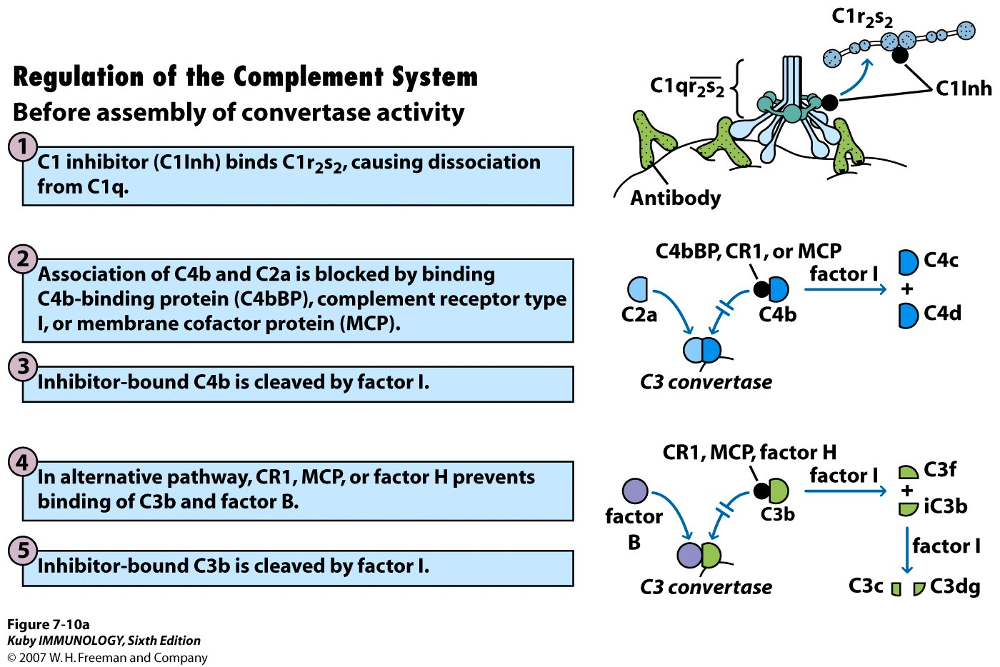 Regulation of the Complement System
Before assembly of convertase activity
1
C1 inhibitor (C1Inh) binds C1r₂s₂, causing dissociation
from C1q.
C1r₂s₂
C1qr̅₂̅s̅₂̅
C1Inh
Antibody
2
Association of C4b and C2a is blocked by binding
C4b-binding protein (C4bBP), complement receptor type
I, or membrane cofactor protein (MCP).
3
Inhibitor-bound C4b is cleaved by factor I.
C4bBP, CR1, or MCP
factor I
C4c
+
C4d
C2a
C4b
C3 convertase
4
In alternative pathway, CR1, MCP, or factor H prevents
binding of C3b and factor B.
5
Inhibitor-bound C3b is cleaved by factor I.
CR1, MCP, factor H
factor I
C3f
+
iC3b
factor
B
C3b
factor I
C3 convertase
C3c
C3dg
Figure 7-10a
Kuby IMMUNOLOGY, Sixth Edition
© 2007 W. H. Freeman and Company